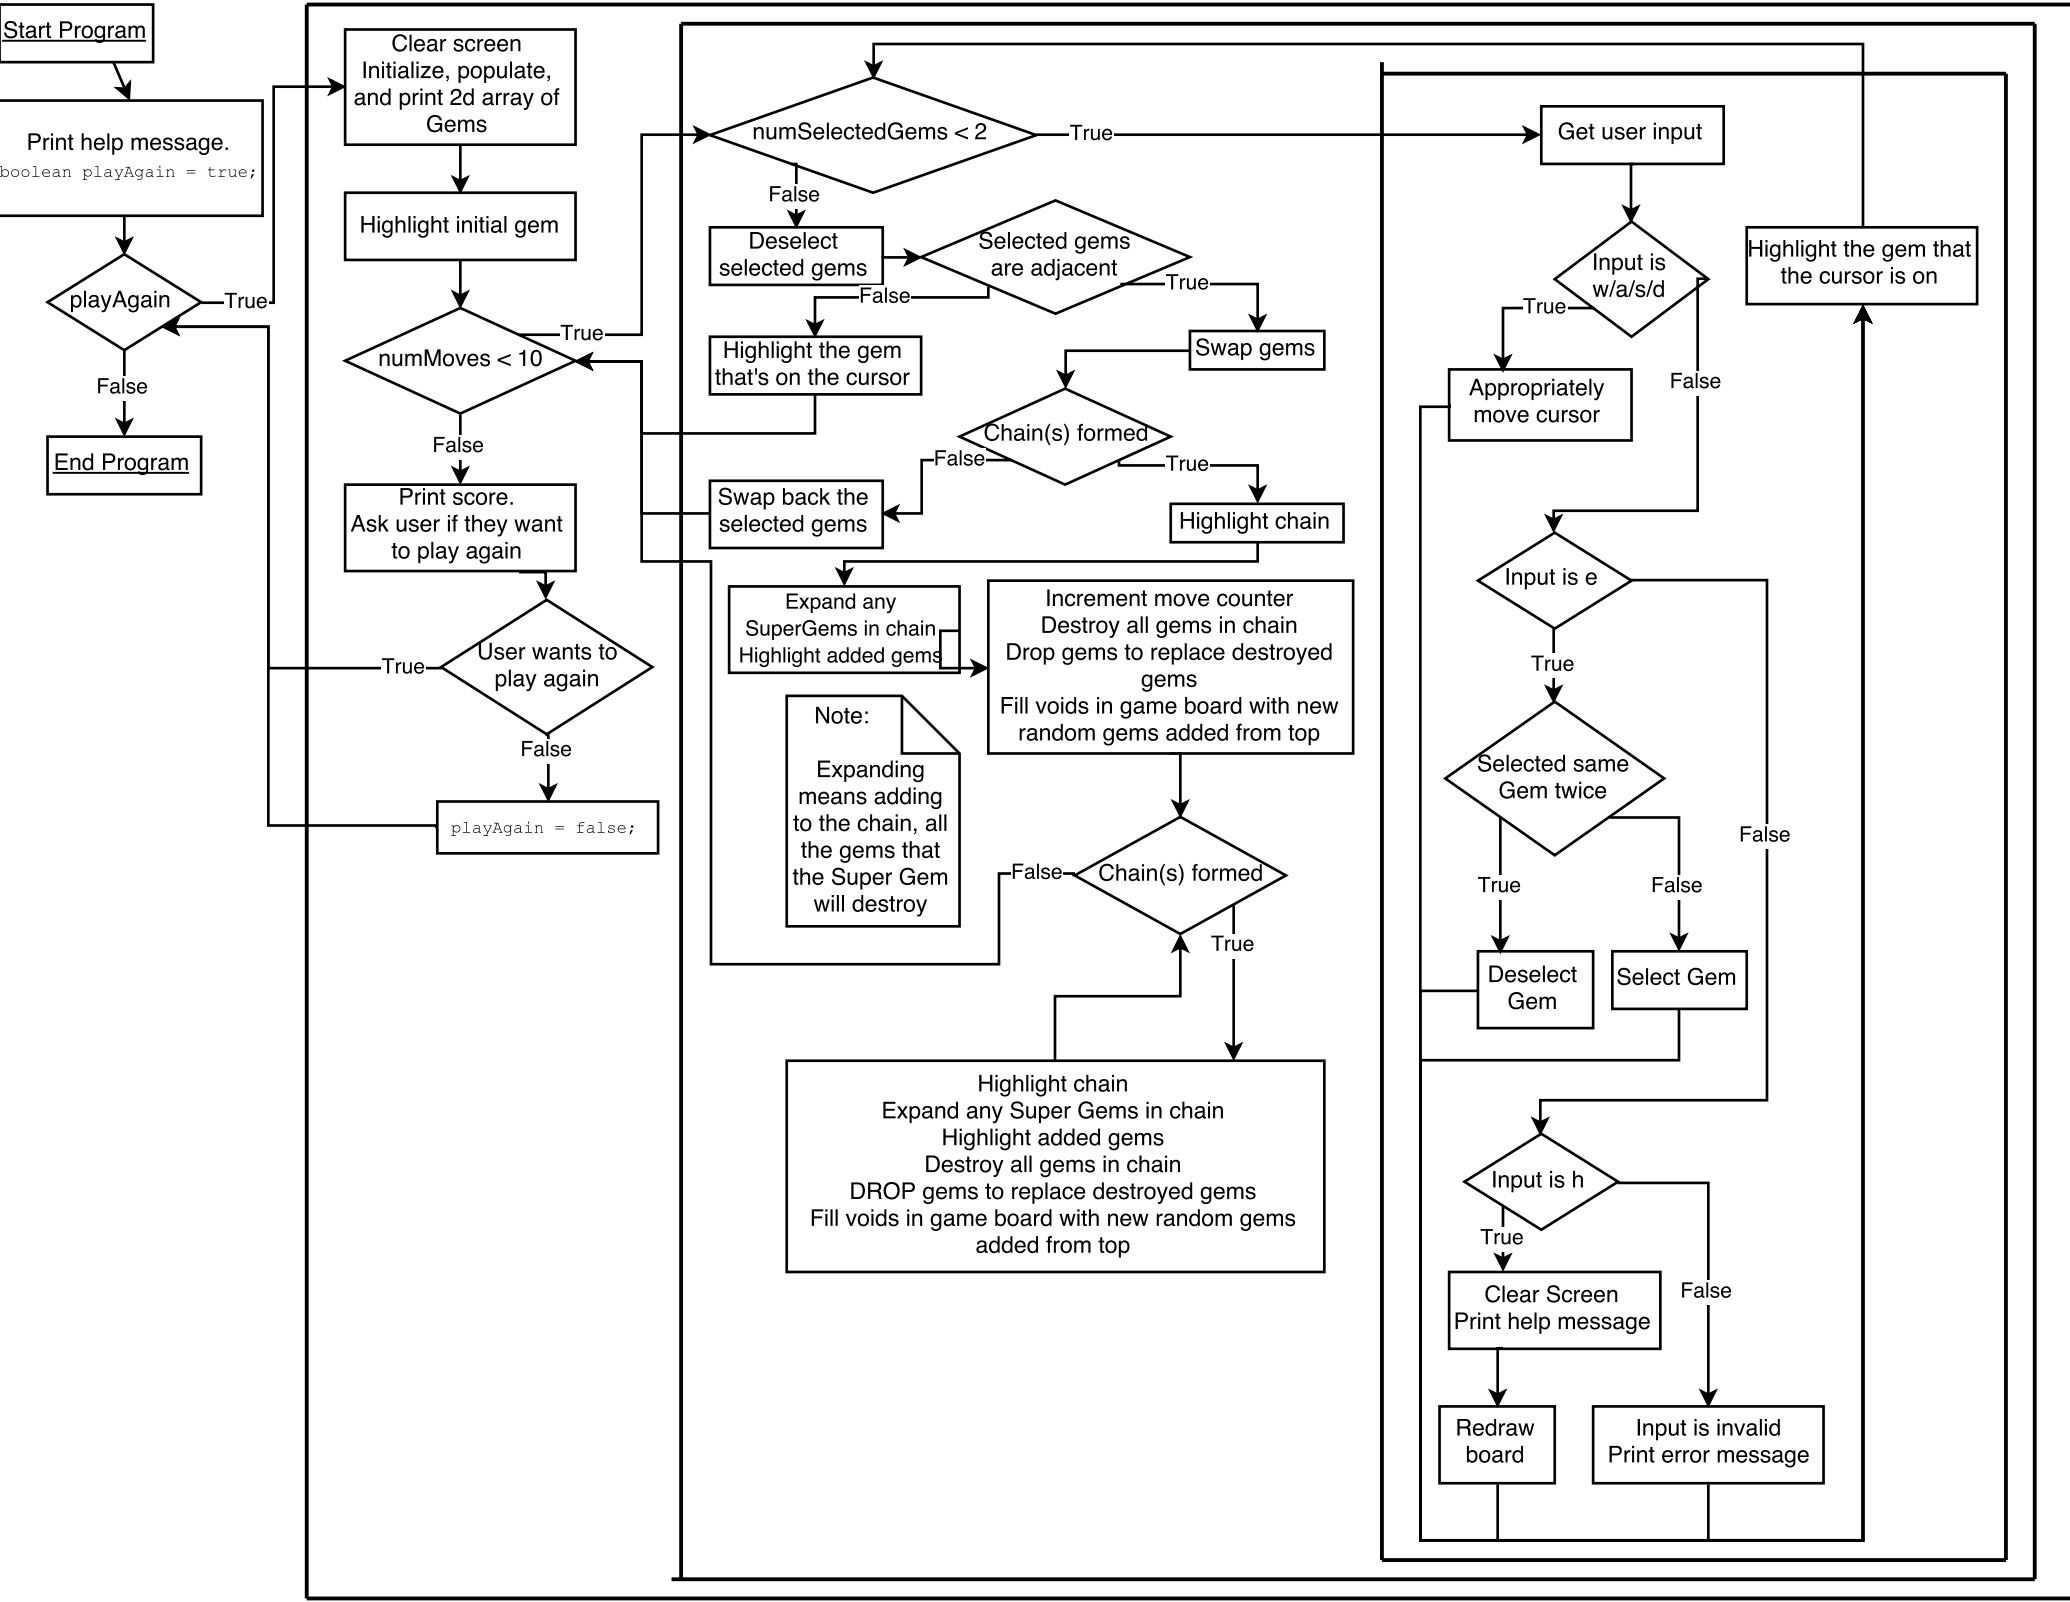 Start Program
Print help message.
boolean playAgain = true;
playAgain
True
False
End Program
Clear screen
Initialize, populate,
and print 2d array of
Gems
Highlight initial gem
numMoves < 10
True
False
Print score.
Ask user if they want
to play again
User wants to
play again
True
False
playAgain = false;
numSelectedGems < 2
True
False
Deselect
selected gems
Selected gems
are adjacent
False
True
Highlight the gem
that's on the cursor
Swap gems
Chain(s) formed
False
True
Swap back the
selected gems
Highlight chain
Expand any
SuperGems in chain
Highlight added gems
Increment move counter
Destroy all gems in chain
Drop gems to replace destroyed
gems
Fill voids in game board with new
random gems added from top
Note:
Expanding
means adding
to the chain, all
the gems that
the Super Gem
will destroy
Chain(s) formed
False
True
Highlight chain
Expand any Super Gems in chain
Highlight added gems
Destroy all gems in chain
DROP gems to replace destroyed gems
Fill voids in game board with new random gems
added from top
Get user input
Input is
w/a/s/d
True
False
Appropriately
move cursor
Highlight the gem that
the cursor is on
Input is e
True
False
Selected same
Gem twice
True
False
Deselect
Gem
Select Gem
Input is h
True
False
Clear Screen
Print help message
Redraw
board
Input is invalid
Print error message